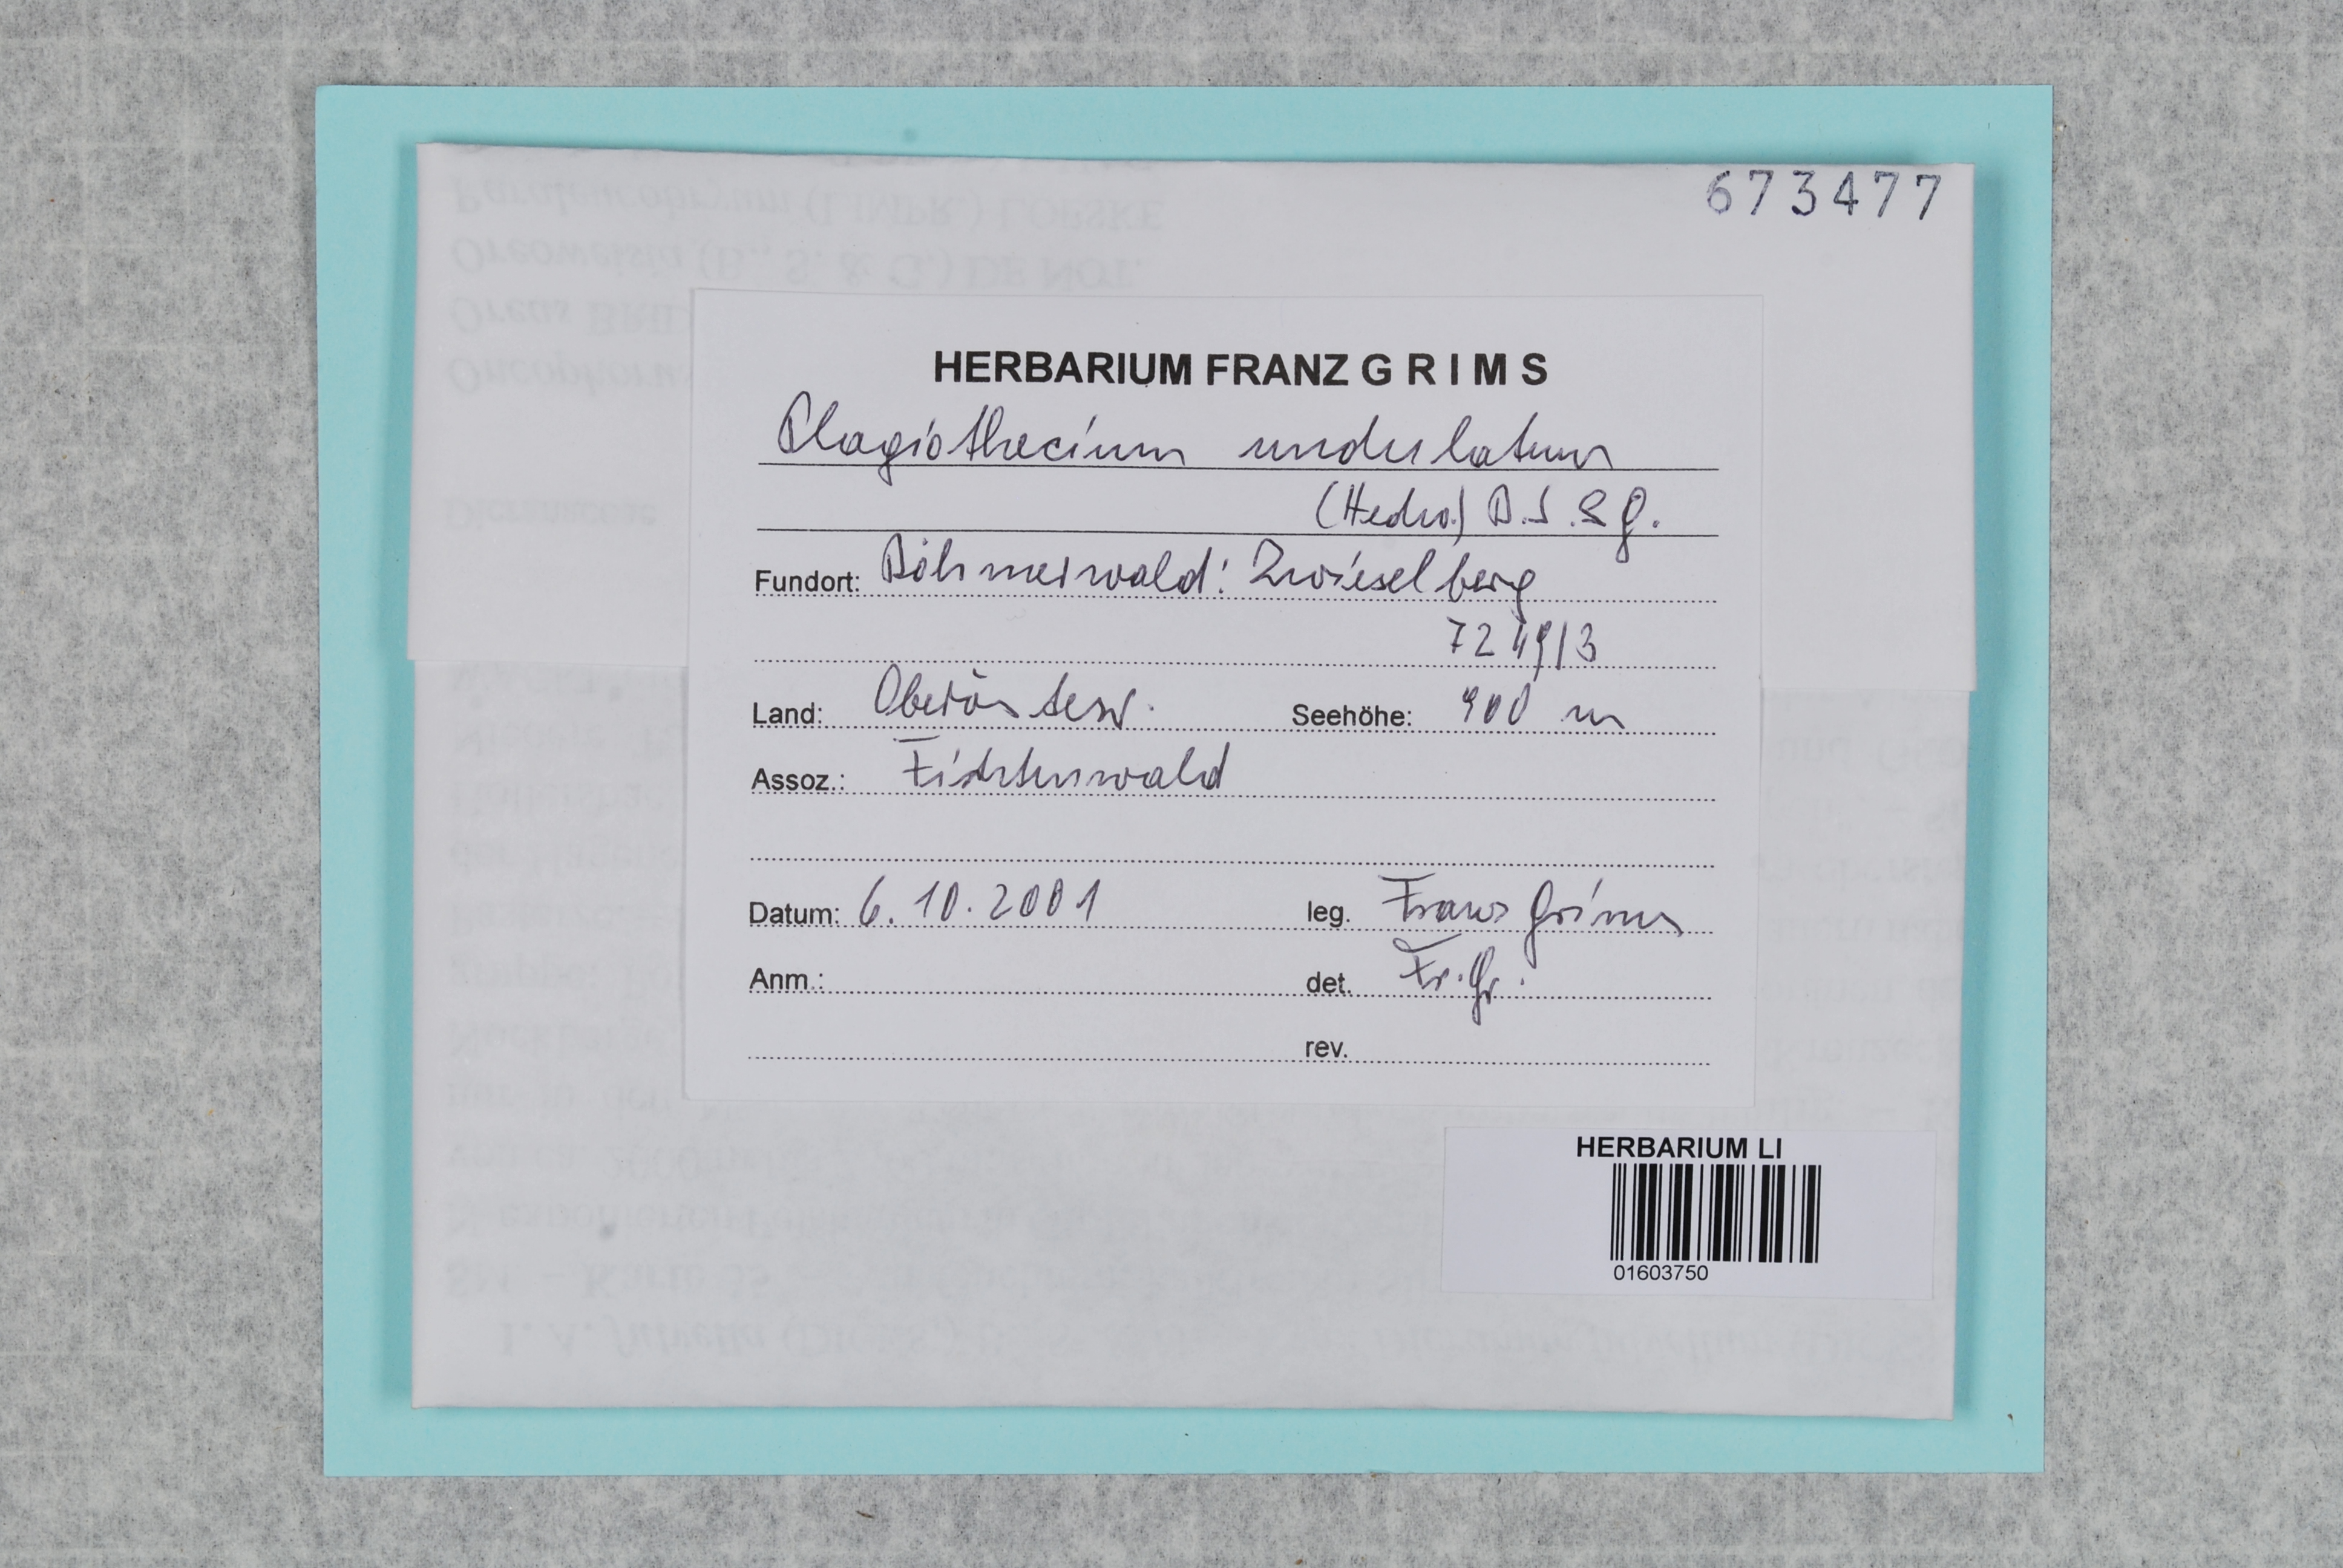 673477
HERBARIUM FRANZ G R I M S
Plagiothecium undulatum
(Hedw.) B.S. & G.
Fundort: Böhmerwald: Zwieselberg
7249/3
Land: Oberösterr. Seehöhe: 900 m
Assoz.: Fichtenwald
Datum: 6.10.2001 leg. Franz Grims
Anm.: det. Fr. Gr.
rev.
HERBARIUM LI
01603750